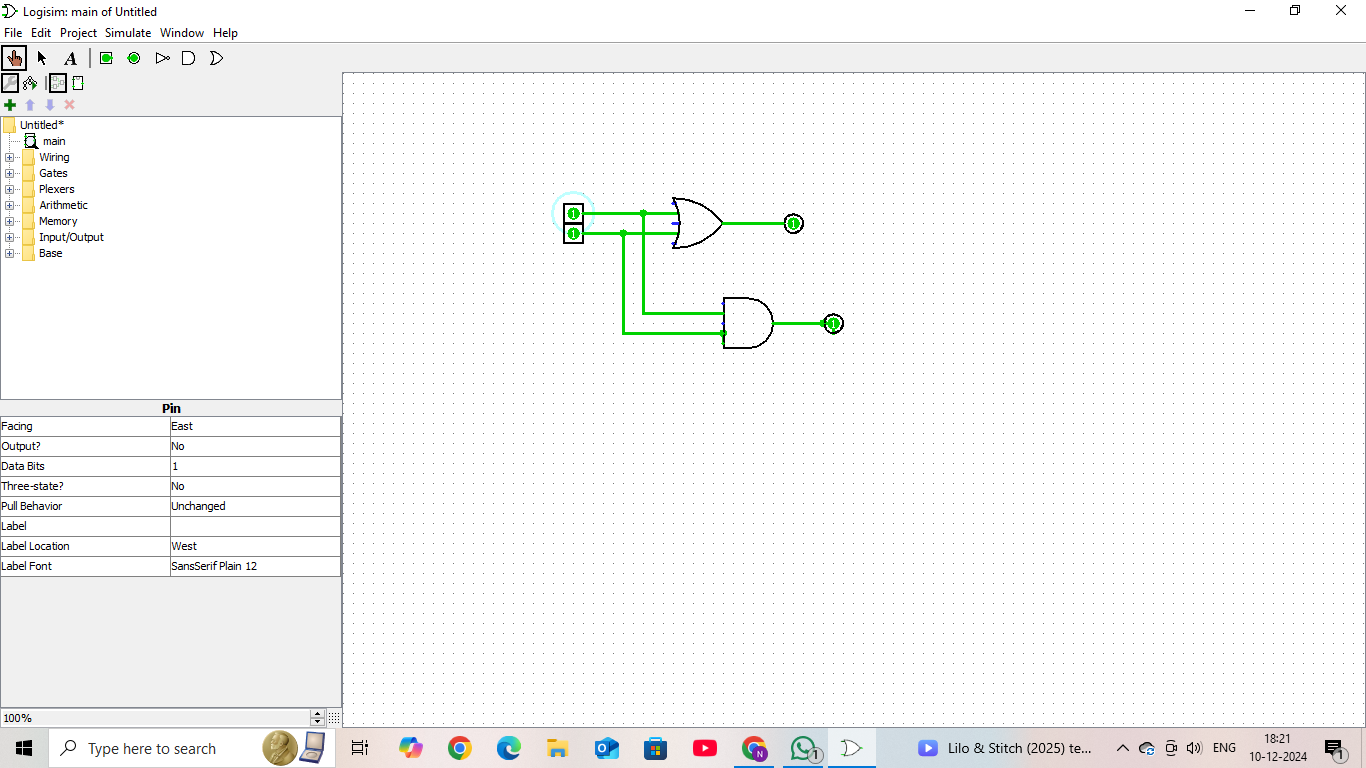 Logisim: main of Untitled
File Edit Project Simulate Window Help
A
Untitled*
main
Wiring
Gates
Plexers
Arithmetic
Memory
Input/Output
Base
Pin
Facing East
Output? No
Data Bits 1
Three-state? No
Pull Behavior Unchanged
Label
Label Location West
Label Font SansSerif Plain 12
100%
1
1
1
1
Type here to search
N
1
Lilo & Stitch (2025) te...
ENG
18:21
10-12-2024
1